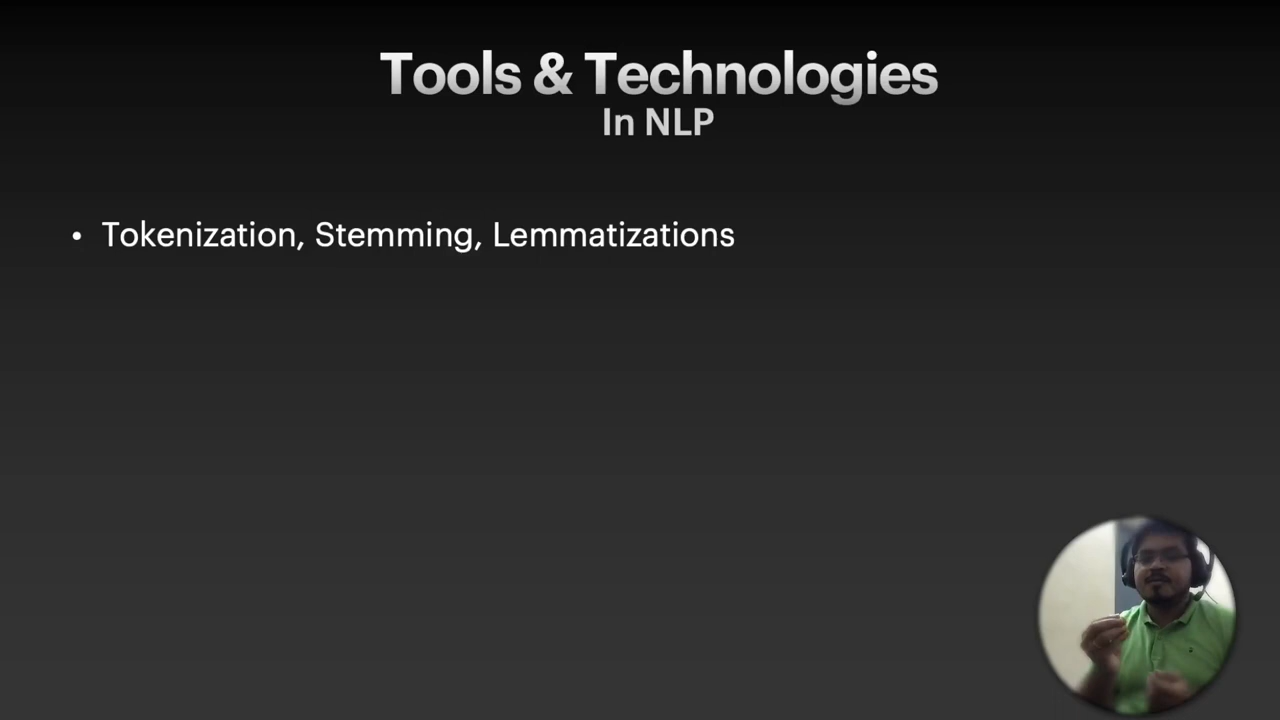 Tools & Technologies
In NLP
• Tokenization, Stemming, Lemmatizations